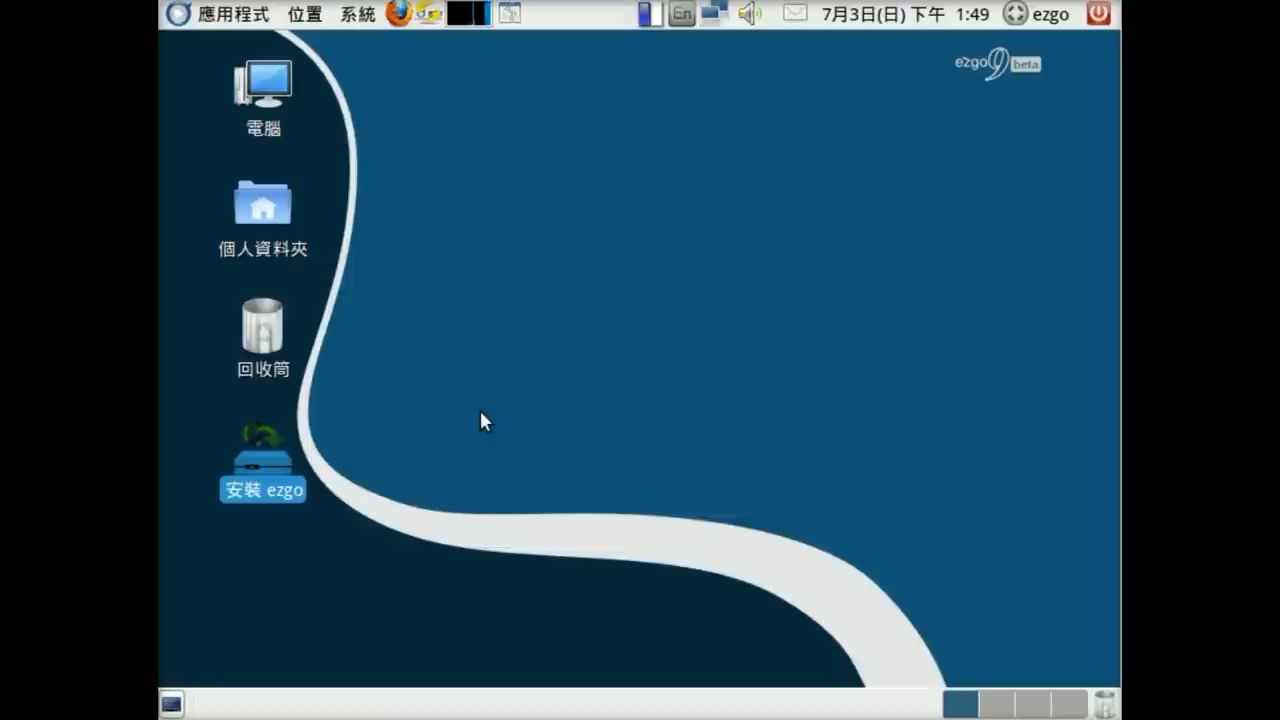 應用程式 位置 系統 En 7月3日(日) 下午 1:49 ezgo
ezgo9 beta
電腦
個人資料夾
回收筒
安裝 ezgo